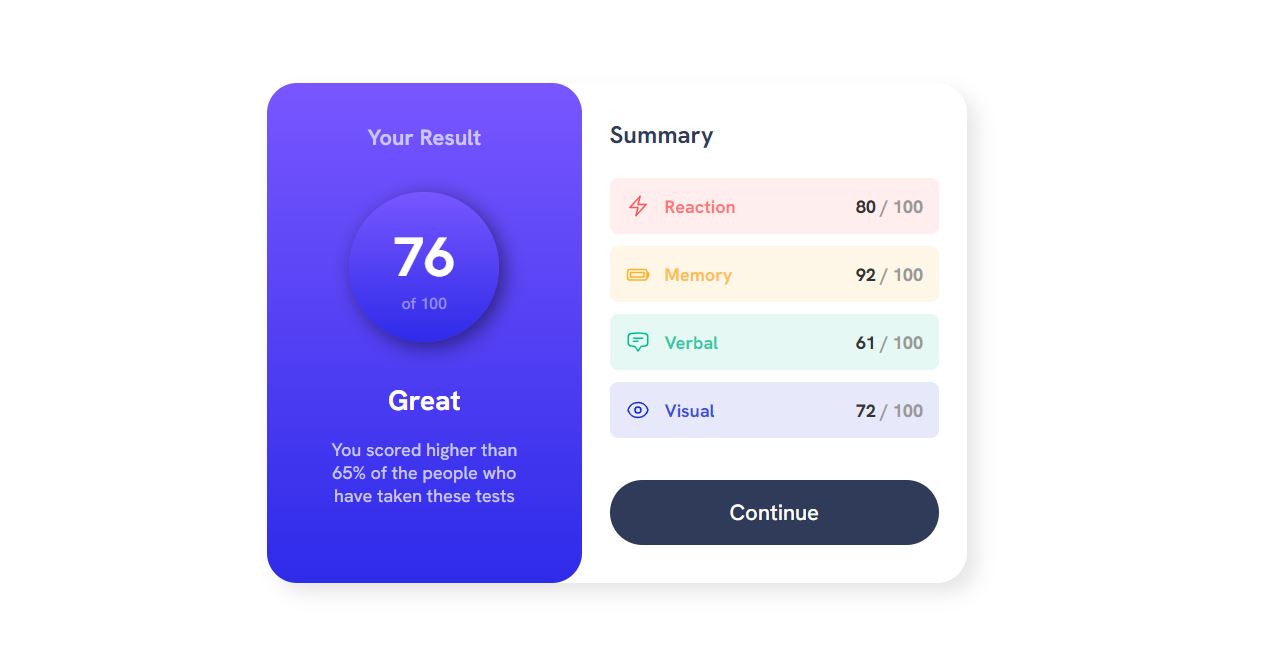 Your Result
76
of 100
Great
You scored higher than
65% of the people who
have taken these tests
Summary
Reaction 80 / 100
Memory 92 / 100
Verbal 61 / 100
Visual 72 / 100
Continue